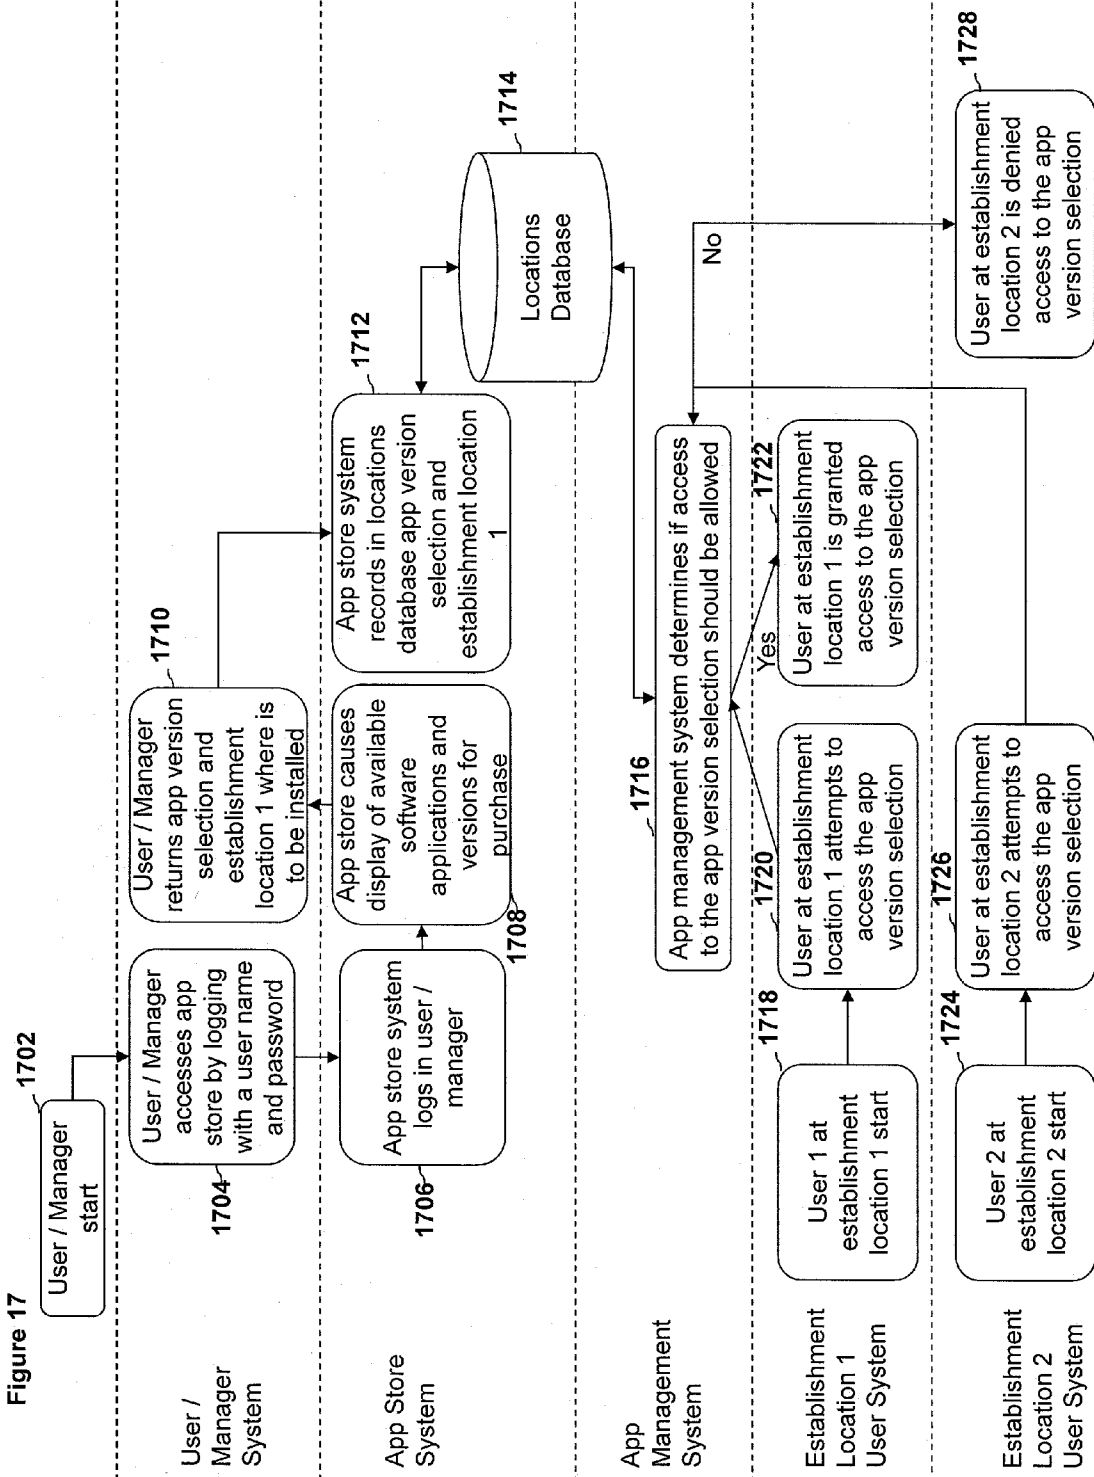 Figure 17
User / Manager
start
1702
User /
Manager
System
User / Manager
accesses app
store by logging
with a user name
and password
1704
User / Manager
returns app version
selection and
establishment
location 1 where is
to be installed
1710
App Store
System
App store system
logs in user /
manager
1706
App store causes
display of available
software
applications and
versions for
purchase
1708
App store system
records in locations
database app version
selection and
establishment location
1
1712
Locations
Database
1714
App
Management
System
App management system determines if access
to the app version selection should be allowed
1716
Yes
No
Establishment
Location 1
User System
User 1 at
establishment
location 1 start
1718
User at establishment
location 1 attempts to
access the app
version selection
1720
User at establishment
location 1 is granted
access to the app
version selection
1722
Establishment
Location 2
User System
User 2 at
establishment
location 2 start
1724
User at establishment
location 2 attempts to
access the app
version selection
1726
User at establishment
location 2 is denied
access to the app
version selection
1728